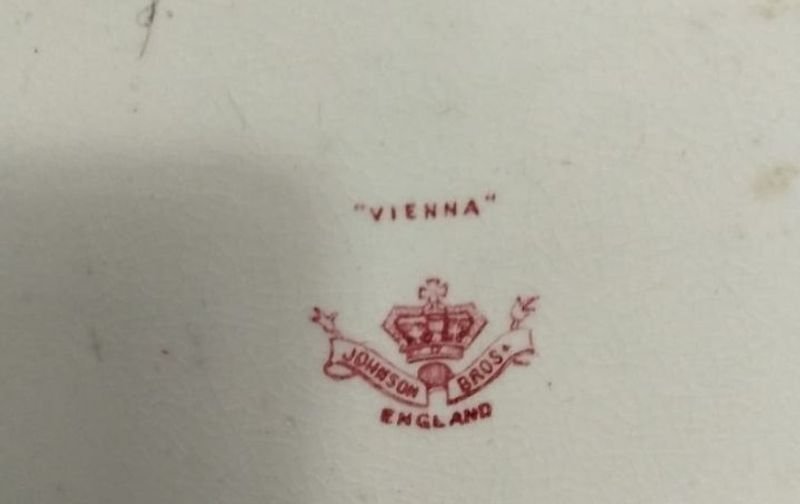 "VIENNA"
JOHNSON BROS.
ENGLAND